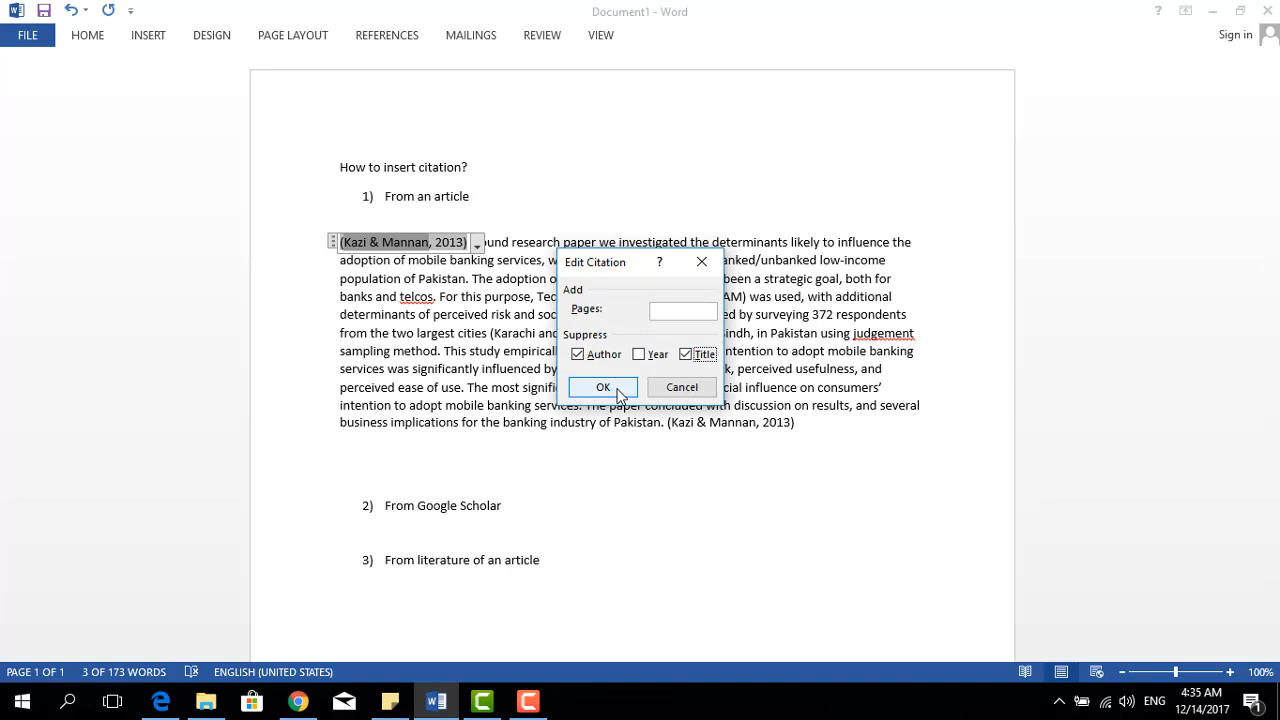 Document1 - Word
FILE HOME INSERT DESIGN PAGE LAYOUT REFERENCES MAILINGS REVIEW VIEW Sign in
How to insert citation?
1) From an article
(Kazi & Mannan, 2013) ound research paper we investigated the determinants likely to influence the
adoption of mobile banking services, w anked/unbanked low-income
population of Pakistan. The adoption o been a strategic goal, both for
banks and telcos. For this purpose, Tec AM) was used, with additional
determinants of perceived risk and soc d by surveying 372 respondents
from the two largest cities (Karachi an indh, in Pakistan using judgement
sampling method. This study empirical ntention to adopt mobile banking
services was significantly influenced by k, perceived usefulness, and
perceived ease of use. The most signifi cial influence on consumers'
intention to adopt mobile banking services. The paper concluded with discussion on results, and several
business implications for the banking industry of Pakistan. (Kazi & Mannan, 2013)
2) From Google Scholar
3) From literature of an article
Edit Citation ?
Add
Pages:
Suppress
Author Year Title
OK Cancel
PAGE 1 OF 1 3 OF 173 WORDS ENGLISH (UNITED STATES) 100%
ENG 4:35 AM
12/14/2017 1